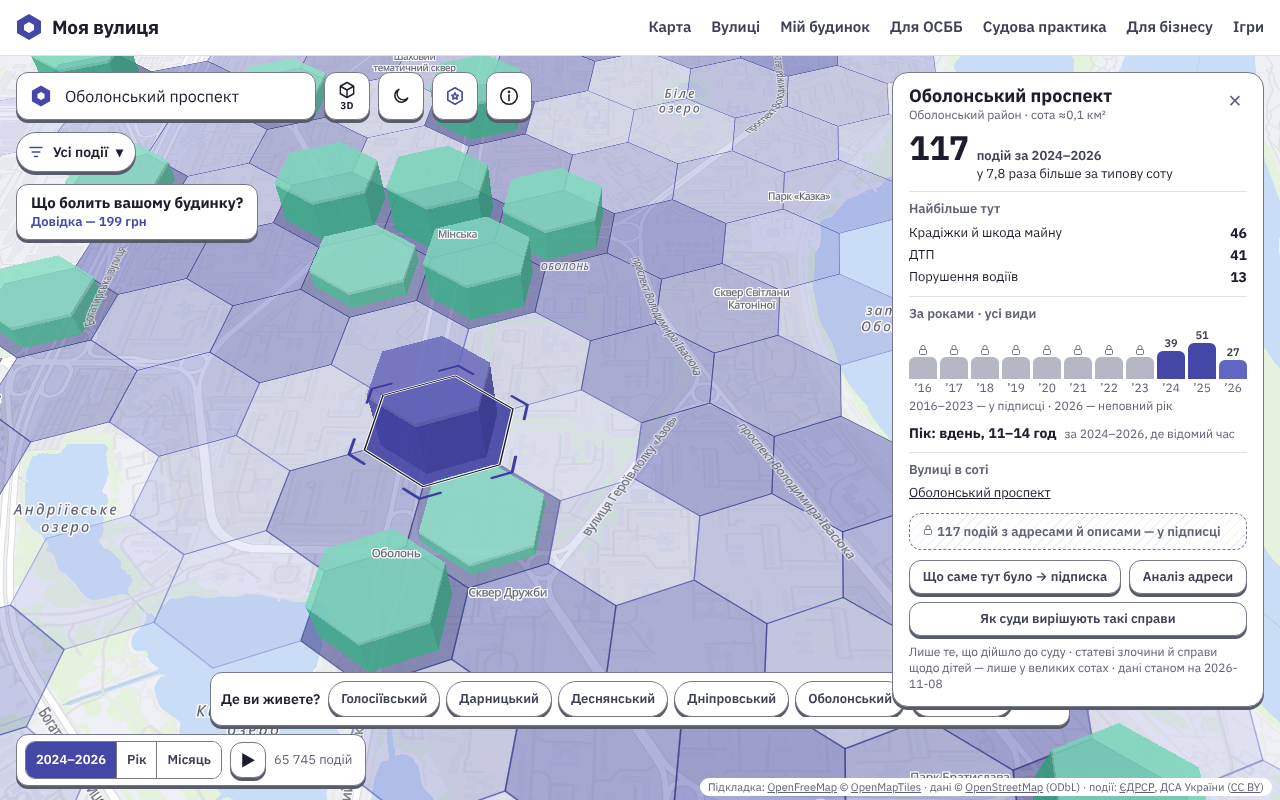 Моя вулиця
Карта
Вулиці
Мій будинок
Для ОСББ
Судова практика
Для бізнесу
Ігри
Шаховий
тематичний сквер
Оболонський проспект
3D
Усі події ▾
Що болить вашому будинку?
Довідка — 199 грн
Біле
озеро
Парк «Казка»
Мінська
оболонь
Сквер Світлани
Катоніної
проспект Володимира Івасюка
Богатирська вулиця
вулиця Героїв полку «Азов»
проспект Володимира Івасюка
Андріївське
озеро
Оболонь
Сквер Дружби
озеро
Парк Братислава
Оболонський проспект
Оболонський район · сота ≈0,1 км²
117 подій за 2024–2026
у 7,8 раза більше за типову соту
Найбільше тут
Крадіжки й шкода майну 46
ДТП 41
Порушення водіїв 13
За роками · усі види
39 51 27
’16 ’17 ’18 ’19 ’20 ’21 ’22 ’23 ’24 ’25 ’26
2016–2023 — у підписці · 2026 — неповний рік
Пік: вдень, 11–14 год за 2024–2026, де відомий час
Вулиці в соті
Оболонський проспект
117 подій з адресами й описами — у підписці
Що саме тут було → підписка
Аналіз адреси
Як суди вирішують такі справи
Лише те, що дійшло до суду · статеві злочини й справи
щодо дітей — лише у великих сотах · дані станом на 2026-
11-08
Де ви живете?
Голосіївський
Дарницький
Деснянський
Дніпровський
Оболонський
2024–2026
Рік
Місяць
65 745 подій
Підкладка: OpenFreeMap © OpenMapTiles · дані © OpenStreetMap (ODbL) · події: ЄДРСР, ДСА України (CC BY)